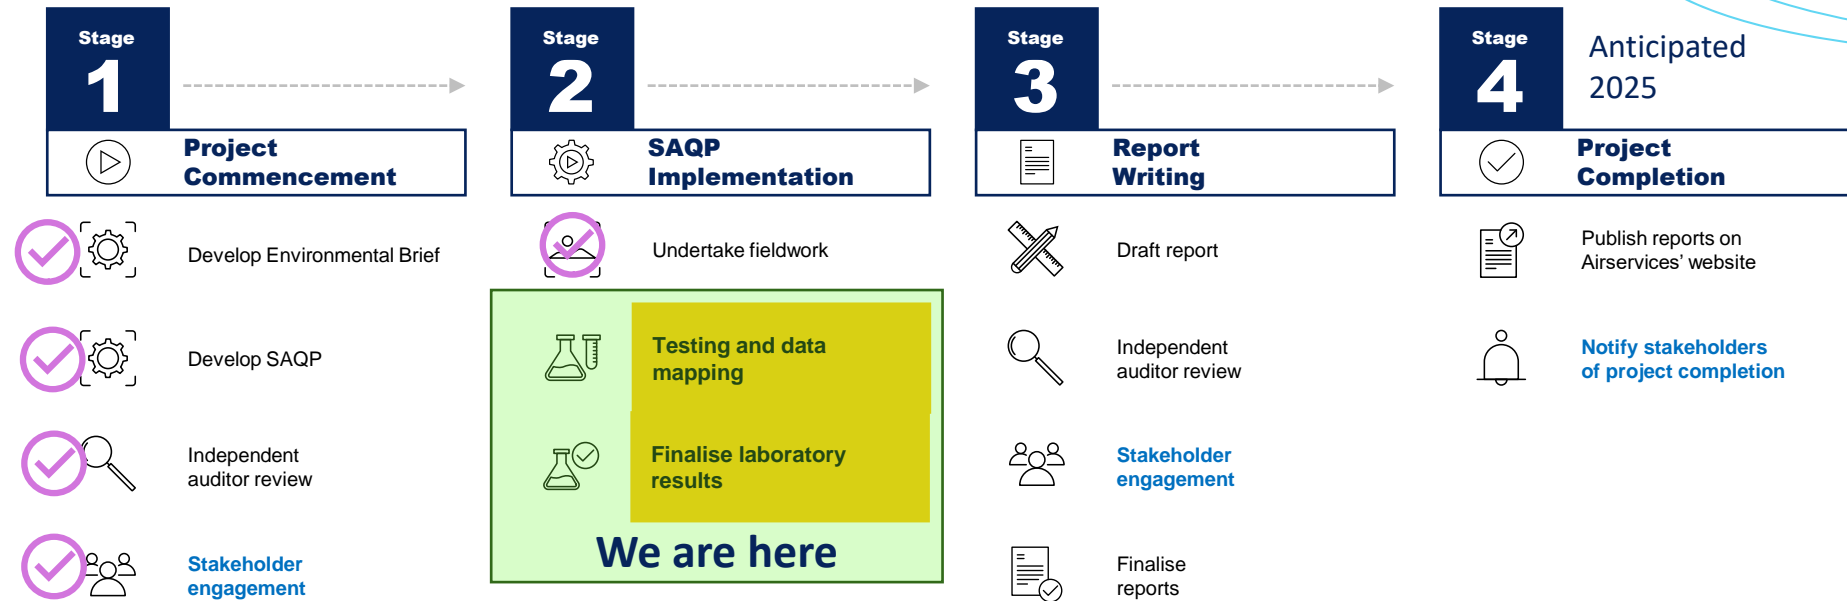 Stage
1
Project
Commencement
Develop Environmental Brief
Develop SAQP
Independent
auditor review
Stakeholder
engagement
Stage
2
SAQP
Implementation
Undertake fieldwork
Testing and data
mapping
Finalise laboratory
results
We are here
Stage
3
Report
Writing
Draft report
Independent
auditor review
Stakeholder
engagement
Finalise
reports
Stage
4
Anticipated
2025
Project
Completion
Publish reports on
Airservices’ website
Notify stakeholders
of project completion